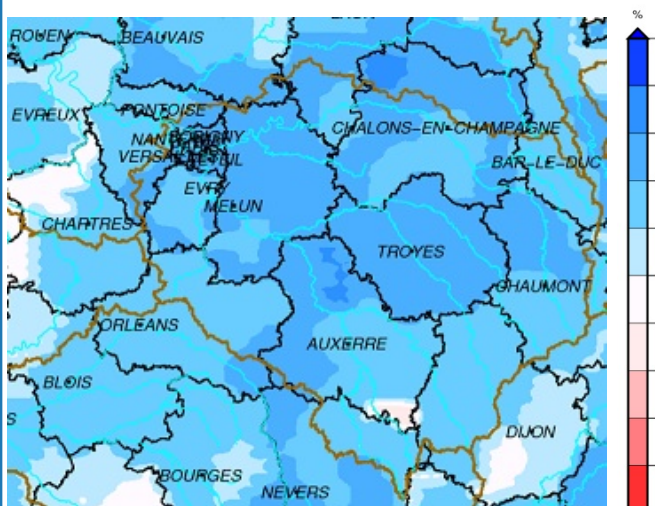 %
ROUEN
BEAUVAIS
EVREUX
PONTOISE
CHALONS-EN-CHAMPAGNE
BAR-LE-DUC
EVRY
MELUN
CHARTRES
TROYES
CHAUMONT
ORLEANS
AUXERRE
BLOIS
DIJON
BOURGES
NEVERS